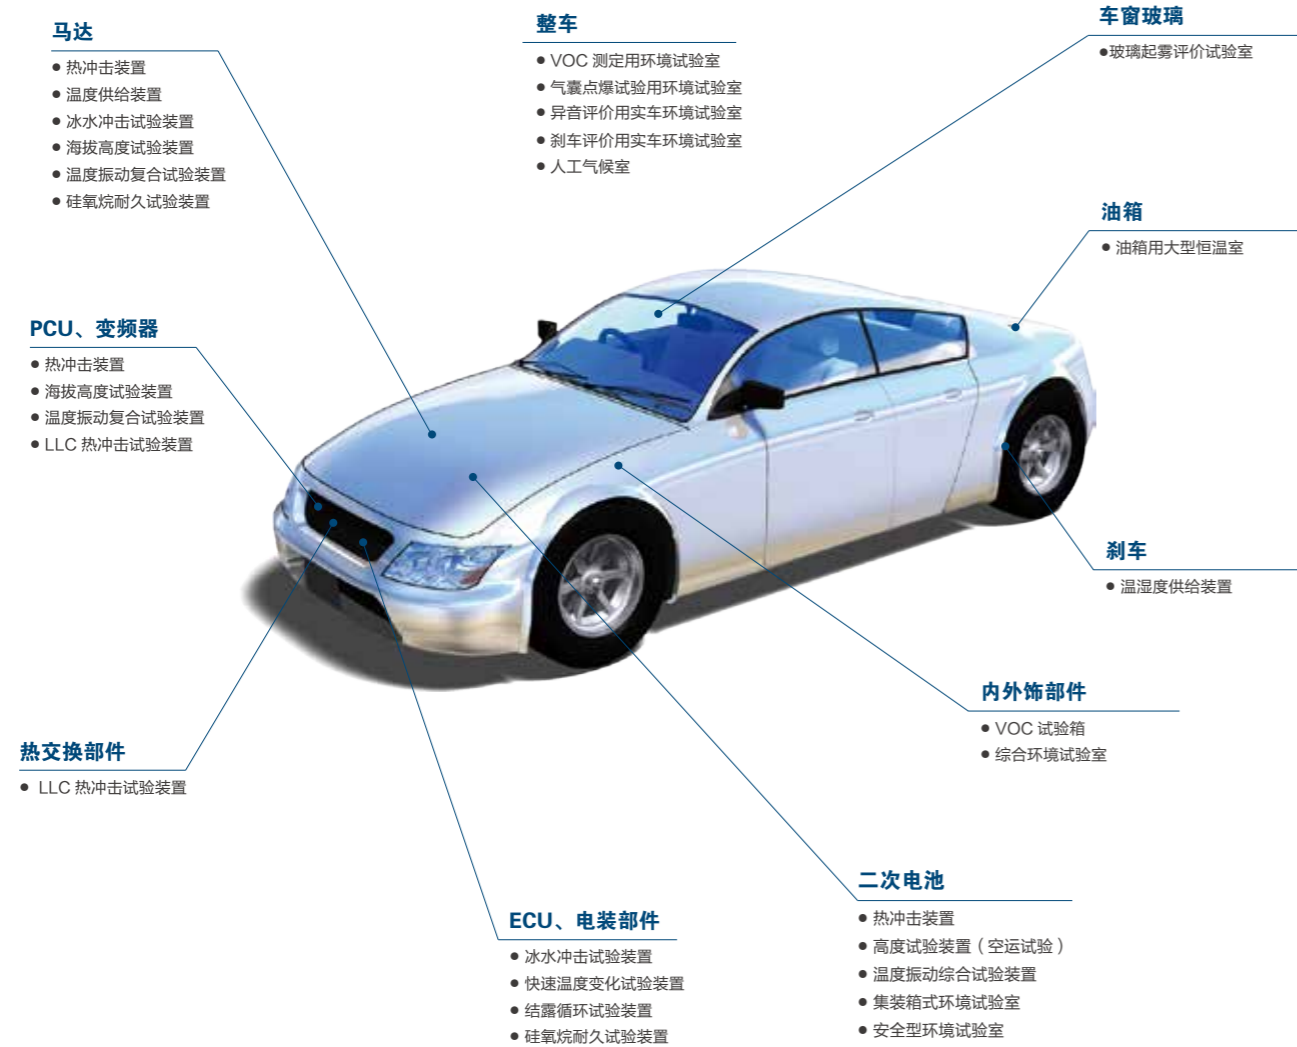 马达
● 热冲击装置
● 温度供给装置
● 冰水冲击试验装置
● 海拔高度试验装置
● 温度振动复合试验装置
● 硅氧烷耐久试验装置
整车
● VOC 测定用环境试验室
● 气囊点爆试验用环境试验室
● 异音评价用实车环境试验室
● 刹车评价用实车环境试验室
● 人工气候室
车窗玻璃
●玻璃起雾评价试验室
油箱
● 油箱用大型恒温室
PCU、变频器
● 热冲击装置
● 海拔高度试验装置
● 温度振动复合试验装置
● LLC 热冲击试验装置
刹车
● 温湿度供给装置
内外饰部件
● VOC 试验箱
● 综合环境试验室
热交换部件
● LLC 热冲击试验装置
二次电池
● 热冲击装置
● 高度试验装置（空运试验）
● 温度振动综合试验装置
● 集装箱式环境试验室
● 安全型环境试验室
ECU、电装部件
● 冰水冲击试验装置
● 快速温度变化试验装置
● 结露循环试验装置
● 硅氧烷耐久试验装置